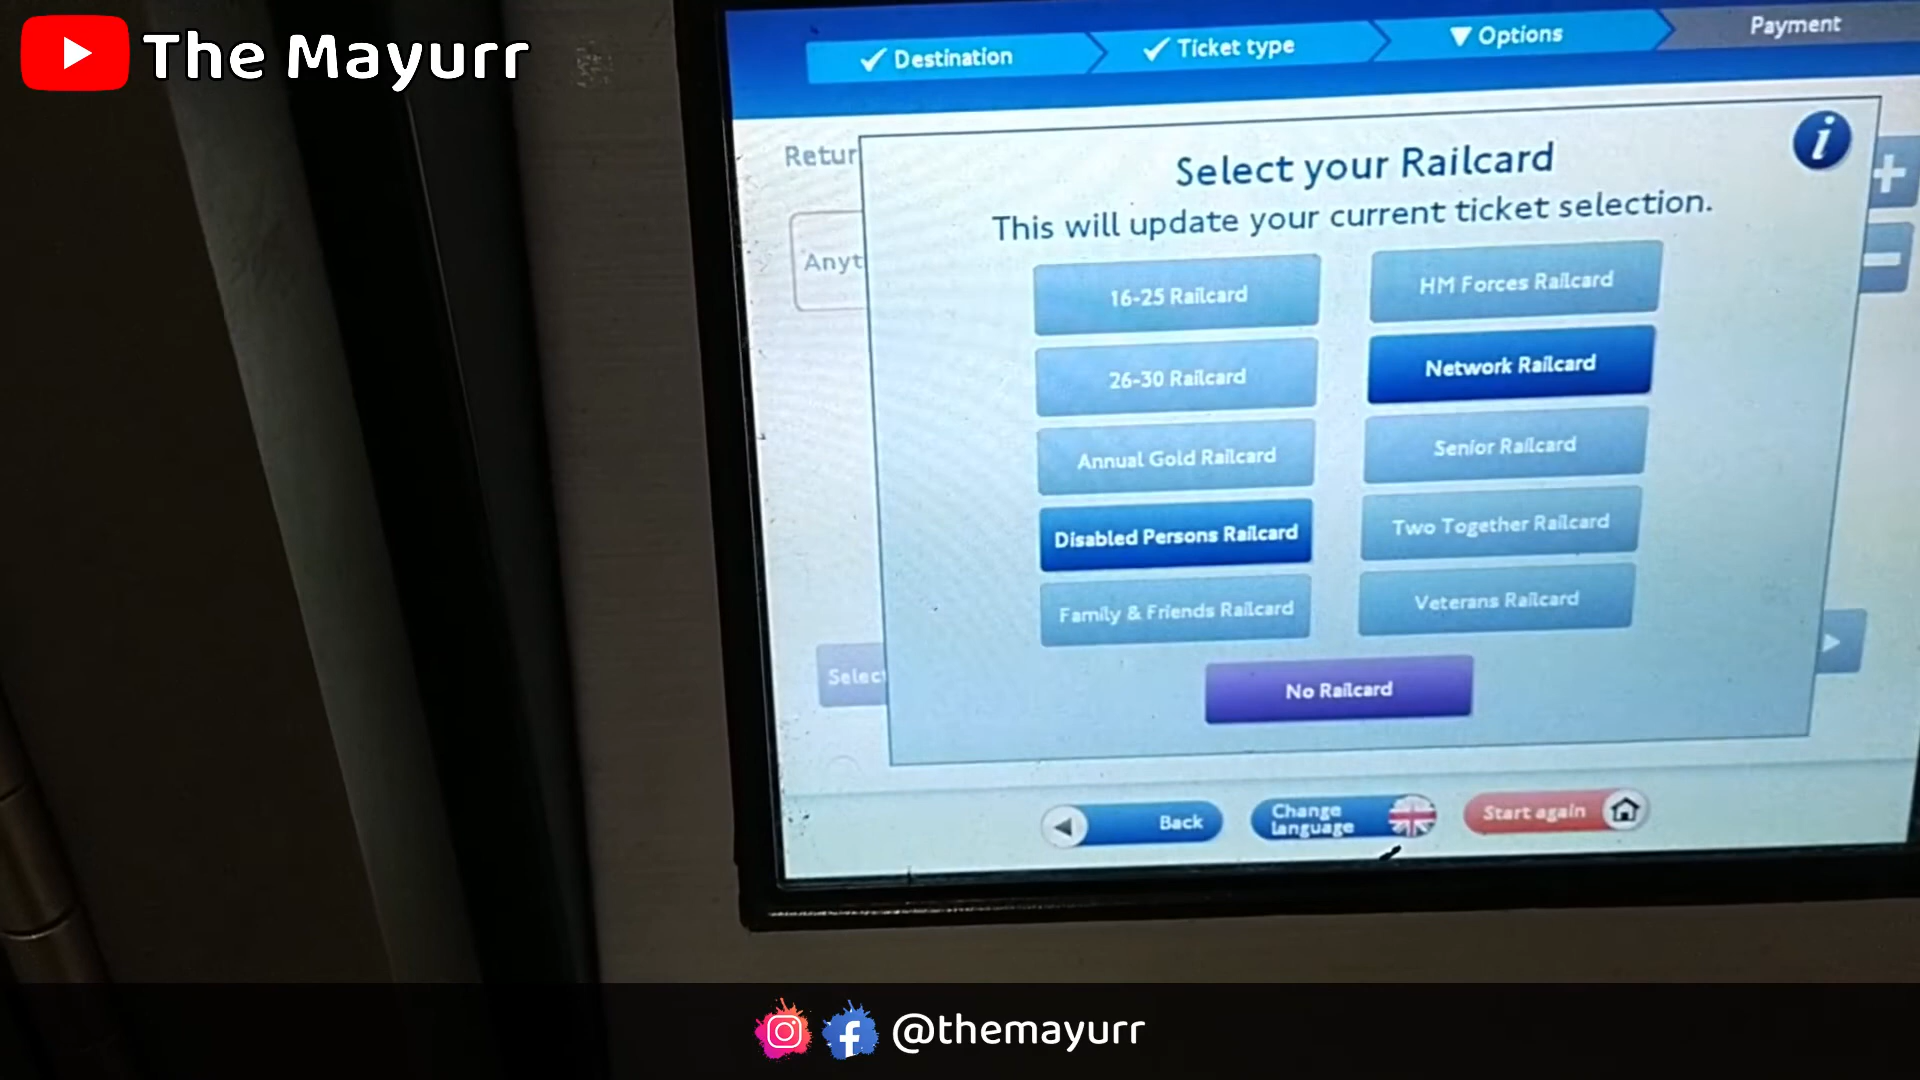 The Mayurr
Destination
Ticket type
Options
Payment
Retur
Select your Railcard
This will update your current ticket selection.
Anyt
16-25 Railcard
HM Forces Railcard
26-30 Railcard
Network Railcard
Annual Gold Railcard
Senior Railcard
Disabled Persons Railcard
Two Together Railcard
Family & Friends Railcard
Veterans Railcard
Select
No Railcard
Back
Change
language
Start again
@themayurr